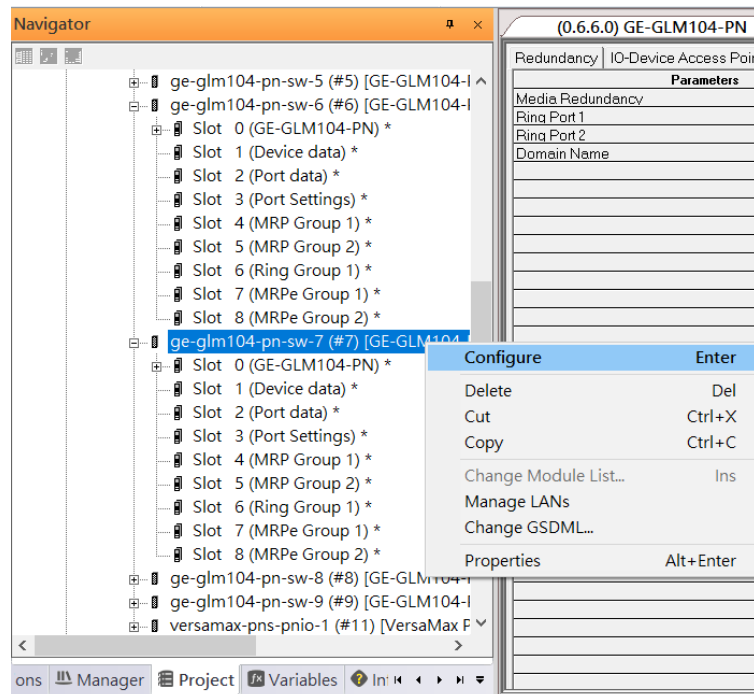 Navigator
ge-glm104-pn-sw-5 (#5) [GE-GLM104-
ge-glm104-pn-sw-6 (#6) [GE-GLM104-
Slot 0 (GE-GLM104-PN) *
Slot 1 (Device data) *
Slot 2 (Port data) *
Slot 3 (Port Settings) *
Slot 4 (MRP Group 1) *
Slot 5 (MRP Group 2) *
Slot 6 (Ring Group 1) *
Slot 7 (MRPe Group 1) *
Slot 8 (MRPe Group 2) *
ge-glm104-pn-sw-7 (#7) [GE-GLM104-
Slot 0 (GE-GLM104-PN) *
Slot 1 (Device data) *
Slot 2 (Port data) *
Slot 3 (Port Settings) *
Slot 4 (MRP Group 1) *
Slot 5 (MRP Group 2) *
Slot 6 (Ring Group 1) *
Slot 7 (MRPe Group 1) *
Slot 8 (MRPe Group 2) *
ge-glm104-pn-sw-8 (#8) [GE-GLM104-
ge-glm104-pn-sw-9 (#9) [GE-GLM104-
versamax-pns-pnio-1 (#11) [VersaMax P
ons Manager Project Variables In
(0.6.6.0) GE-GLM104-PN
Redundancy IO-Device Access Poin
Parameters
Media Redundancy
Ring Port 1
Ring Port 2
Domain Name
Configure Enter
Delete Del
Cut Ctrl+X
Copy Ctrl+C
Change Module List... Ins
Manage LANs
Change GSDML...
Properties Alt+Enter